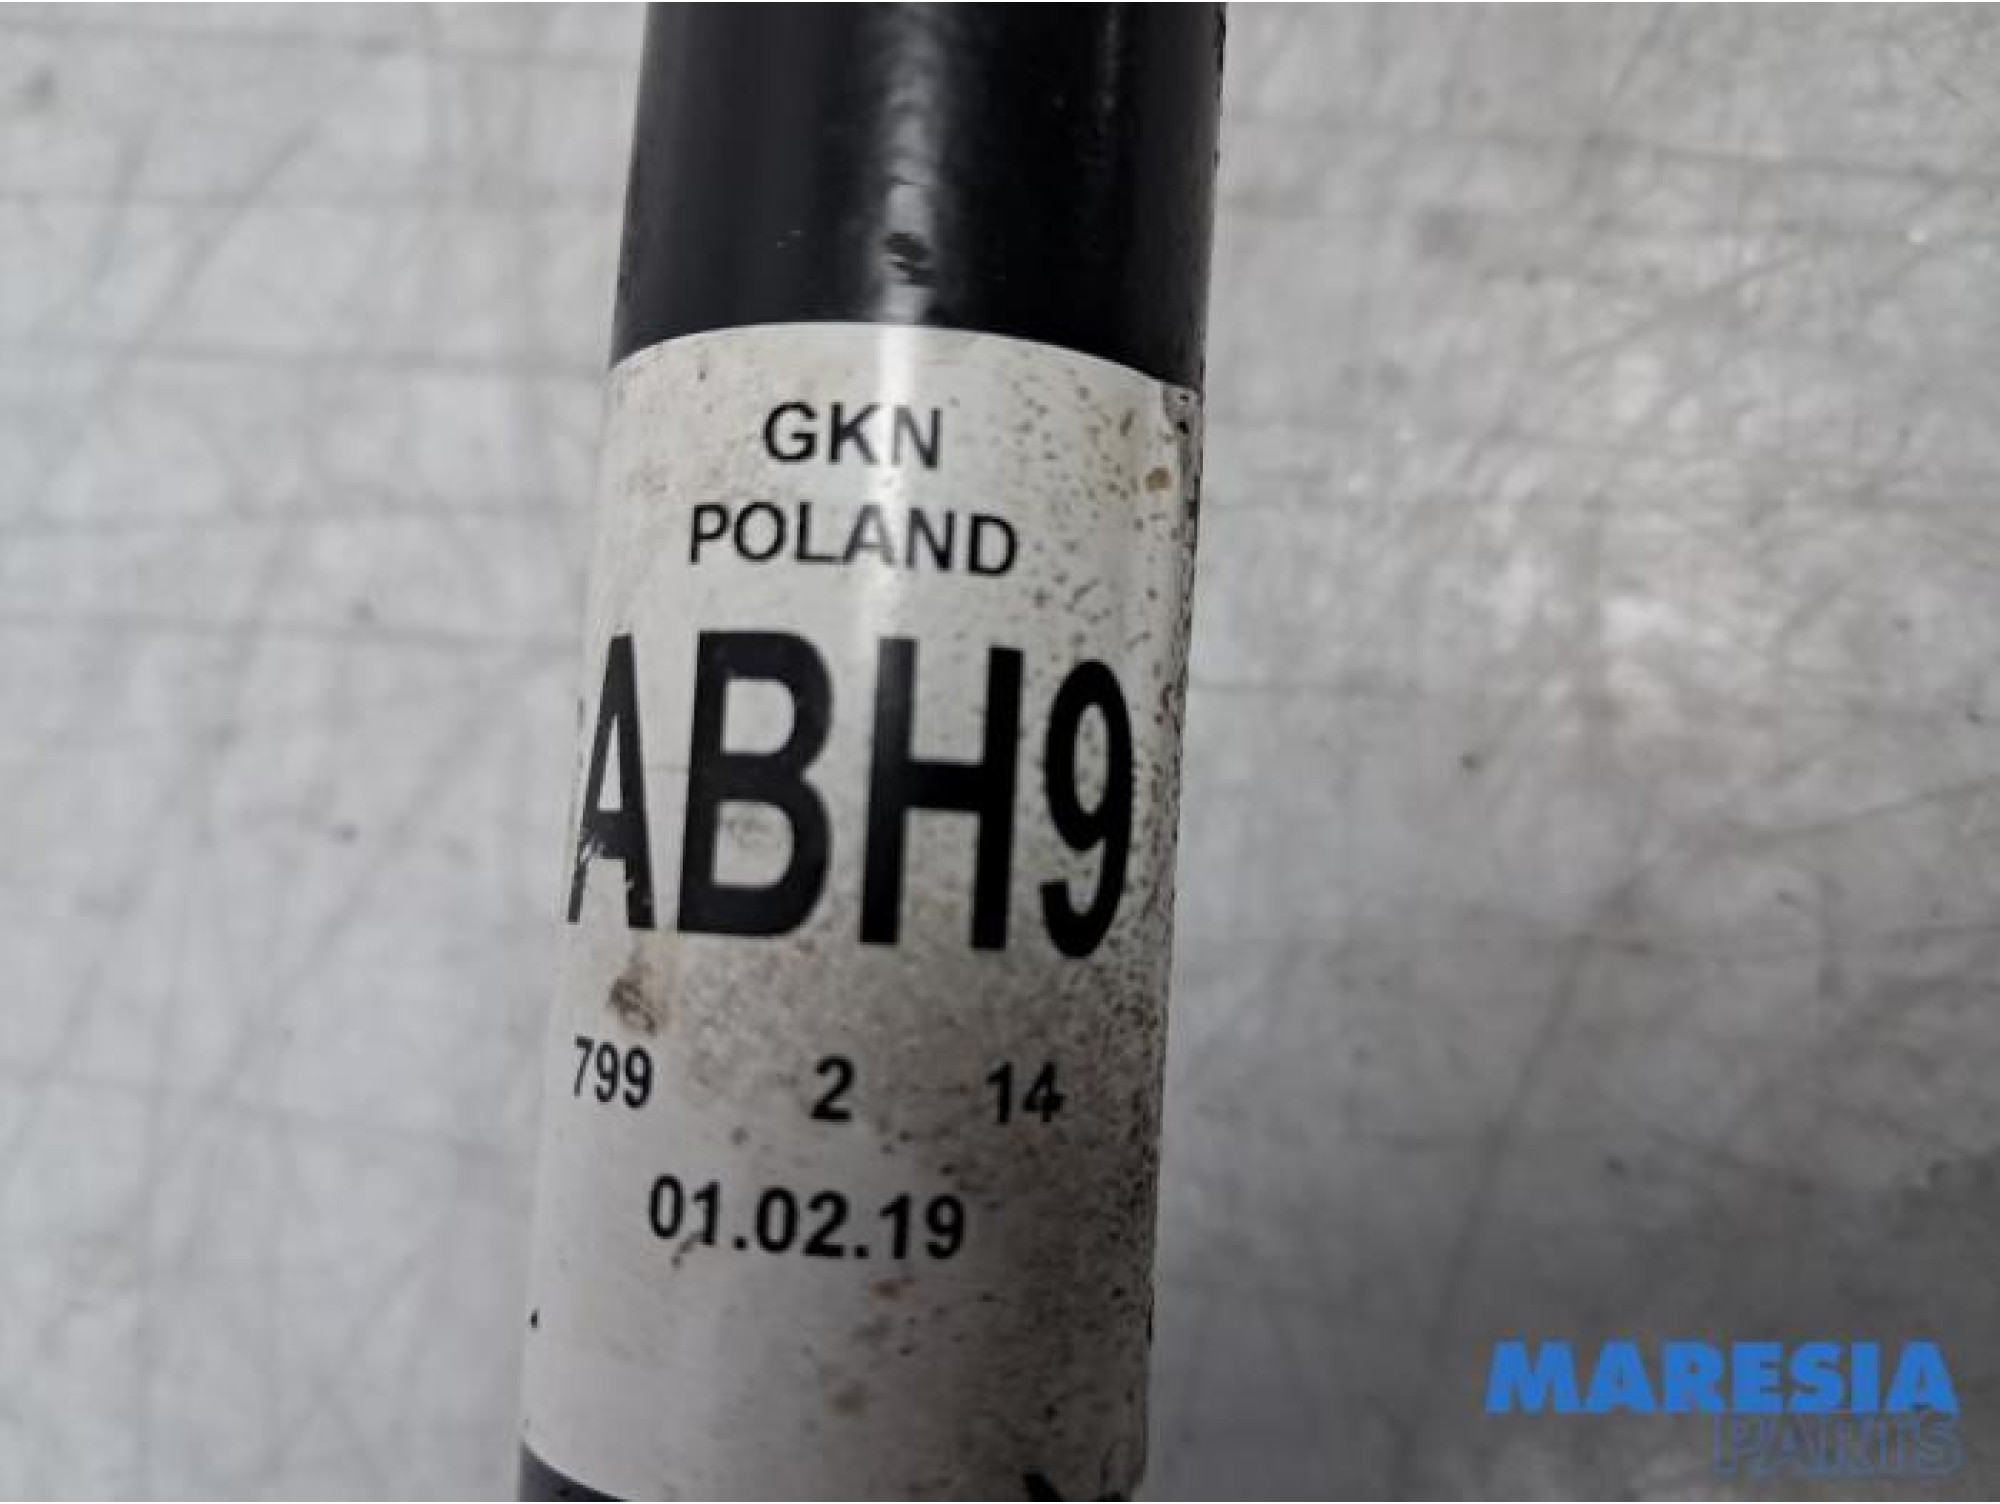 GKN
POLAND
ABH9
799 2 14
01.02.19
MARESIA
PARTS